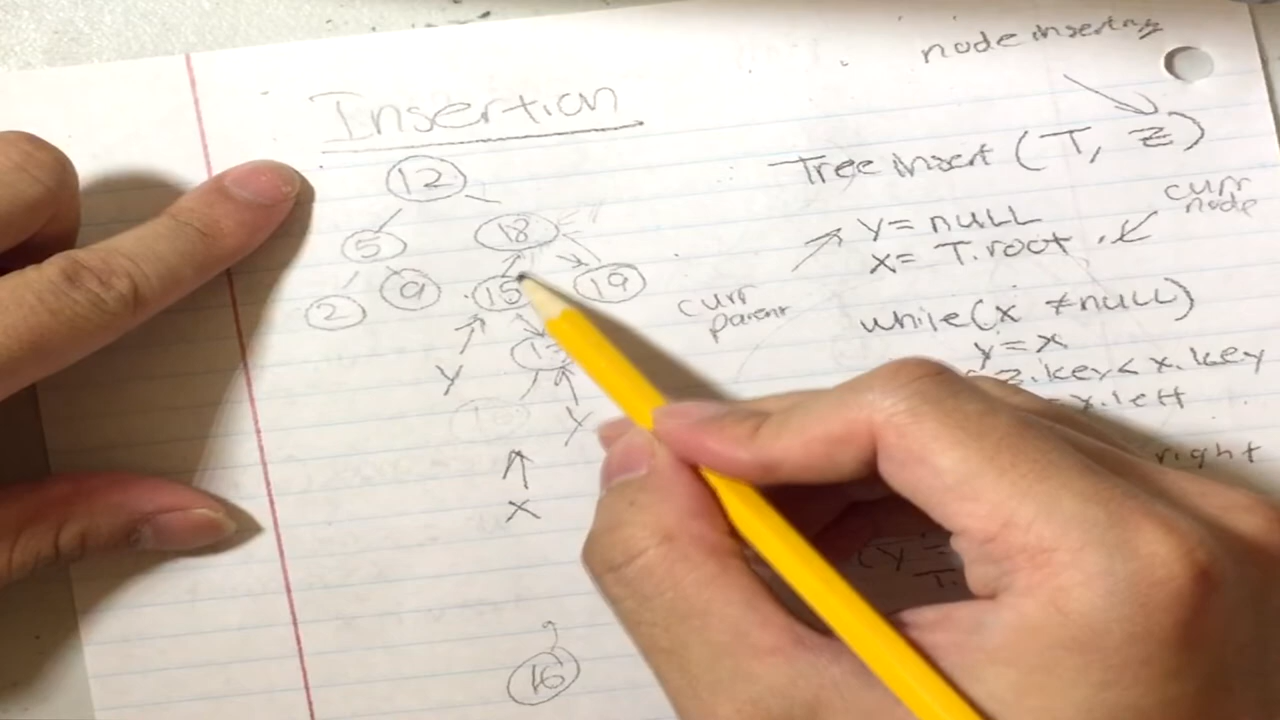 node inserting
Insertion
Tree insert (T, Z)
curr
node
12
Y = NULL
X = T.root
5
18
2
9
15
19
curr
parent
while(X ≠ NULL)
Y = X
z.key < x.key
x.left
right
Y
Y
X
(Y =
T.
16